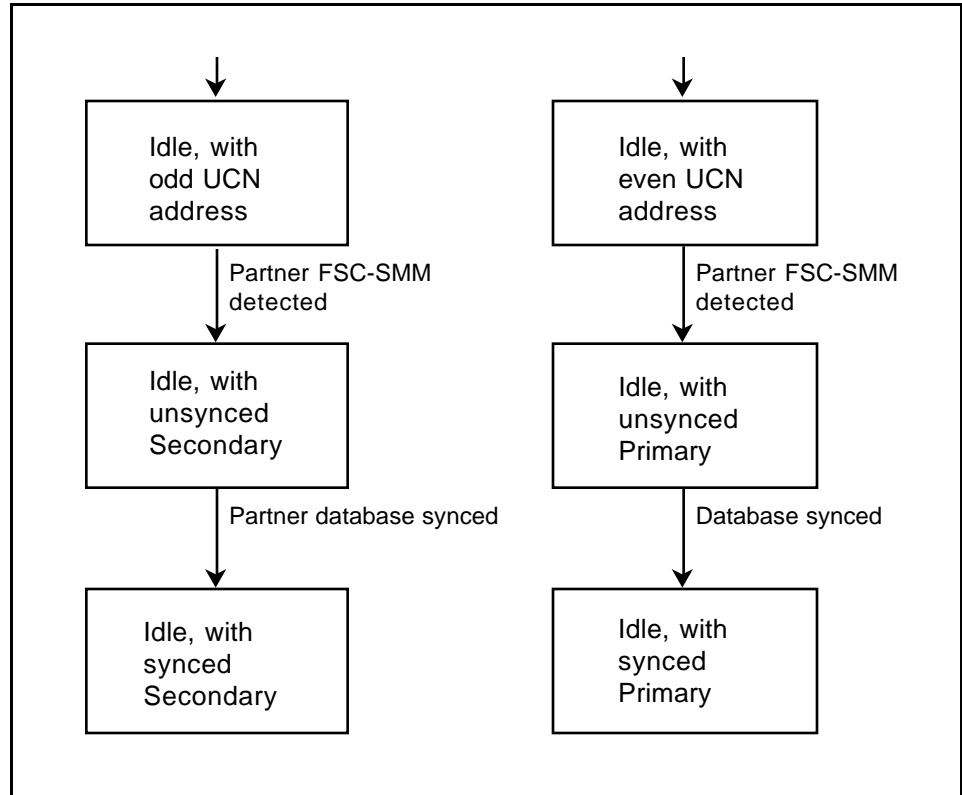 Idle, with
odd UCN
address
Partner FSC-SMM
detected
Idle, with
unsynced
Secondary
Partner database synced
Idle, with
synced
Secondary
Idle, with
even UCN
address
Partner FSC-SMM
detected
Idle, with
unsynced
Primary
Database synced
Idle, with
synced
Primary